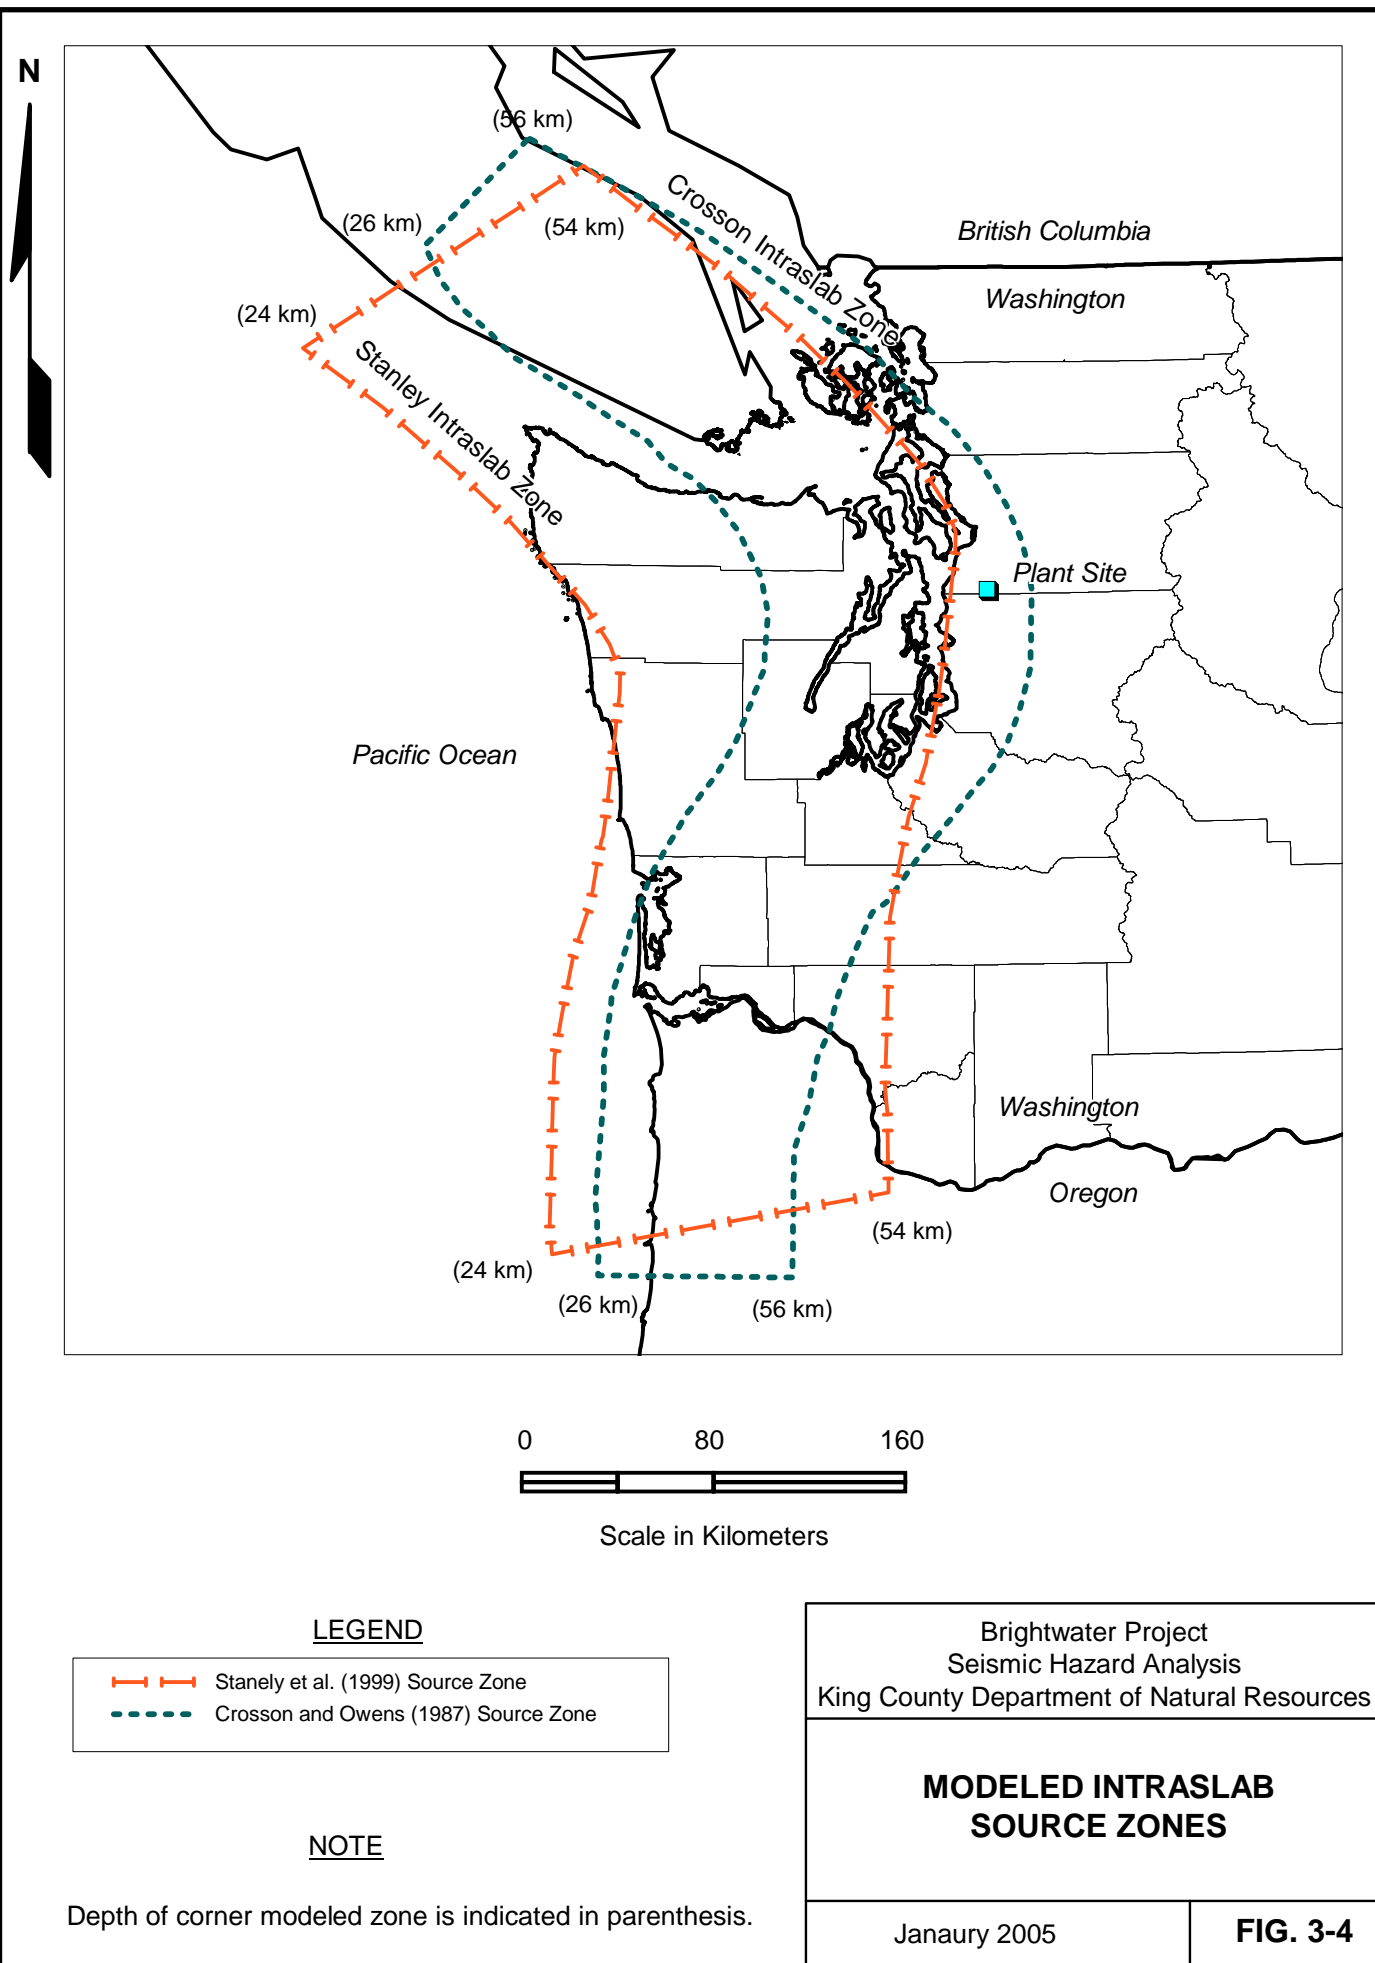 N
(56 km)
Crosson Intraslab Zone
(26 km)
(54 km)
British Columbia
Washington
(24 km)
Stanley Intraslab Zone
Plant Site
Pacific Ocean
Washington
Oregon
(54 km)
(24 km)
(26 km)
(56 km)
0 80 160
Scale in Kilometers
LEGEND
Stanely et al. (1999) Source Zone
Crosson and Owens (1987) Source Zone
NOTE
Depth of corner modeled zone is indicated in parenthesis.
Brightwater Project
Seismic Hazard Analysis
King County Department of Natural Resources
MODELED INTRASLAB
SOURCE ZONES
Janaury 2005
FIG. 3-4